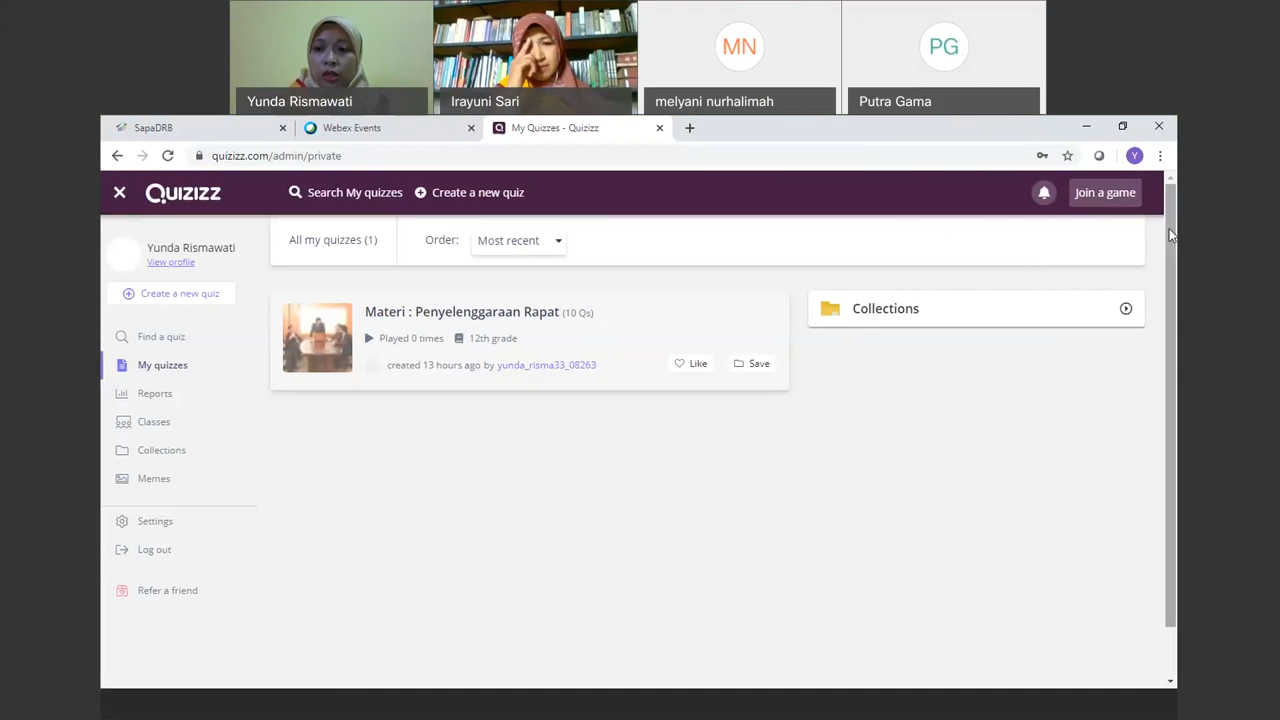 MN
PG
Yunda Rismawati
Irayuni Sari
melyani nurhalimah
Putra Gama
SapaDRB
Webex Events
My Quizzes - Quizizz
quizizz.com/admin/private
Y
QUIZIZZ
Search My quizzes
Create a new quiz
Join a game
Yunda Rismawati
View profile
Create a new quiz
Find a quiz
My quizzes
Reports
Classes
Collections
Memes
Settings
Log out
Refer a friend
All my quizzes (1)
Order:
Most recent
Materi : Penyelenggaraan Rapat (10 Qs)
Played 0 times
12th grade
created 13 hours ago by yunda_risma33_08263
Like
Save
Collections